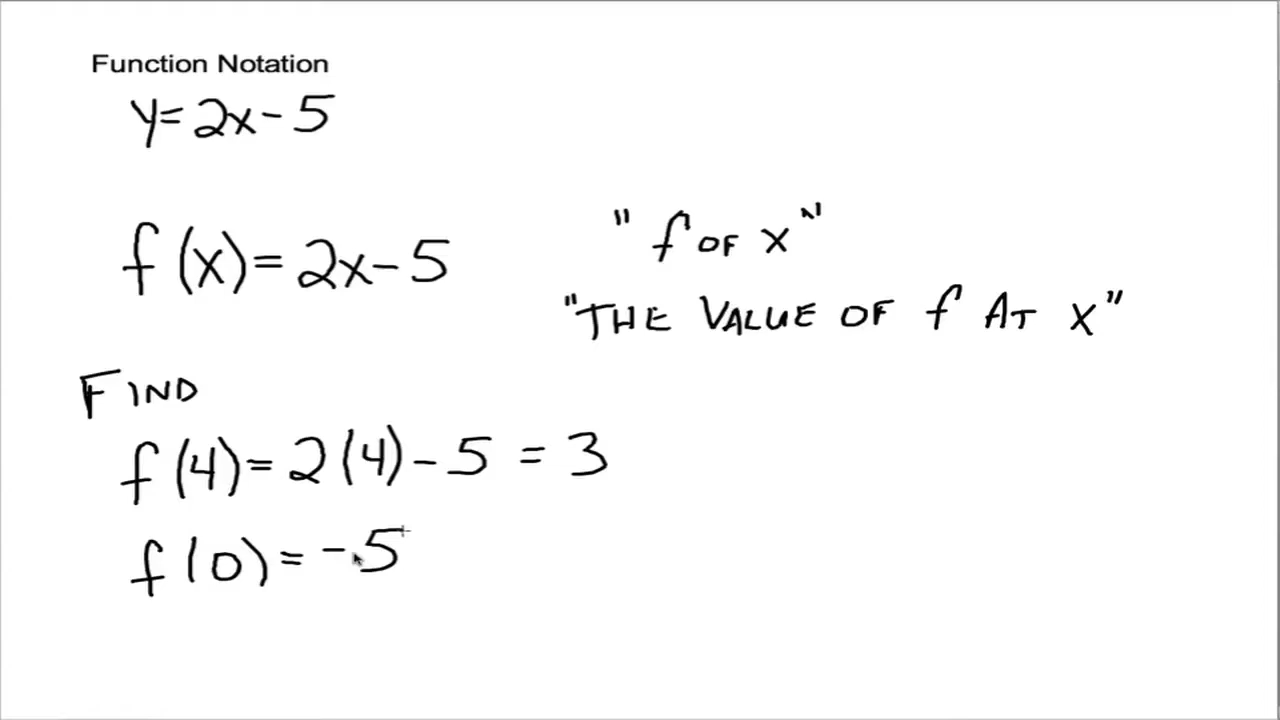 Function Notation
y=2x-5
f(x)=2x-5
"f OF x"
"THE VALUE OF f AT x"
FIND
f(4)=2(4)-5=3
f(0)=-5